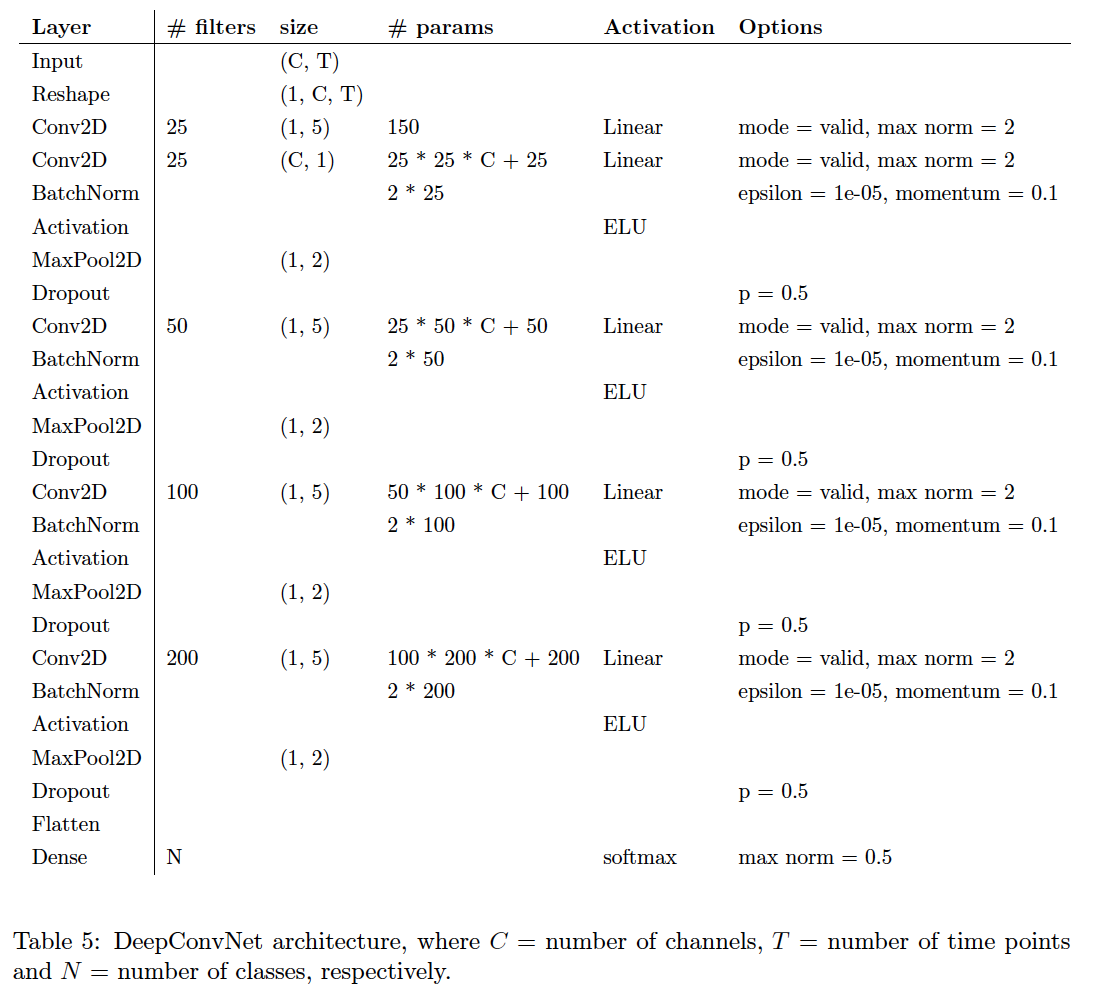 Layer # filters size # params Activation Options
Input (C, T)
Reshape (1, C, T)
Conv2D 25 (1, 5) 150 Linear mode = valid, max norm = 2
Conv2D 25 (C, 1) 25 * 25 * C + 25 Linear mode = valid, max norm = 2
BatchNorm 2 * 25 epsilon = 1e-05, momentum = 0.1
Activation ELU
MaxPool2D (1, 2)
Dropout p = 0.5
Conv2D 50 (1, 5) 25 * 50 * C + 50 Linear mode = valid, max norm = 2
BatchNorm 2 * 50 epsilon = 1e-05, momentum = 0.1
Activation ELU
MaxPool2D (1, 2)
Dropout p = 0.5
Conv2D 100 (1, 5) 50 * 100 * C + 100 Linear mode = valid, max norm = 2
BatchNorm 2 * 100 epsilon = 1e-05, momentum = 0.1
Activation ELU
MaxPool2D (1, 2)
Dropout p = 0.5
Conv2D 200 (1, 5) 100 * 200 * C + 200 Linear mode = valid, max norm = 2
BatchNorm 2 * 200 epsilon = 1e-05, momentum = 0.1
Activation ELU
MaxPool2D (1, 2)
Dropout p = 0.5
Flatten
Dense N softmax max norm = 0.5
Table 5: DeepConvNet architecture, where C = number of channels, T = number of time points
and N = number of classes, respectively.